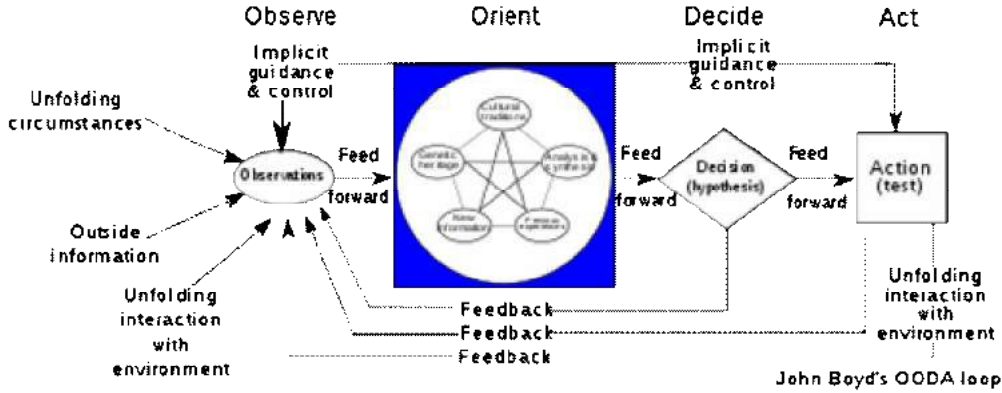 Observe
Orient
Decide
Act
Implicit
guidance
& control
Implicit
guidance
& control
Unfolding
circumstances
Observations
Feed
forward
Cultural
traditions
Genetic
heritage
Analysis &
synthesis
New
information
Previous
Feed
forward
Decision
(hypothesis)
Feed
forward
Action
(test)
Outside
information
Unfolding
interaction
with
environment
Feedback
Feedback
Feedback
Unfolding
interaction
with
environment
John Boyd's OODA loop